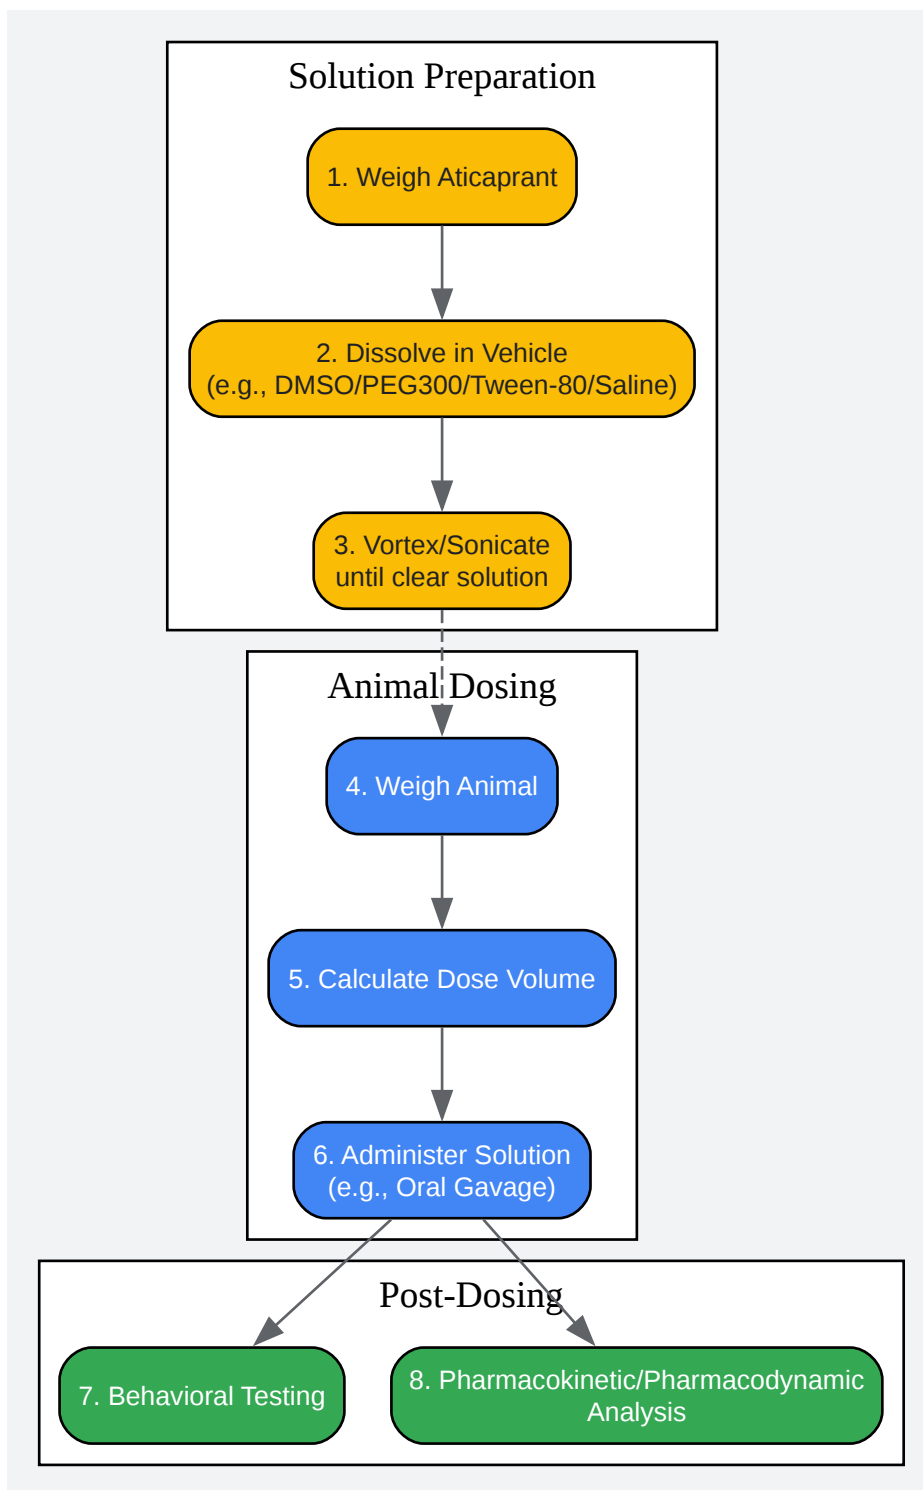 Solution Preparation
1. Weigh Aticaprant
2. Dissolve in Vehicle
(e.g., DMSO/PEG300/Tween-80/Saline)
3. Vortex/Sonicate
until clear solution
Animal Dosing
4. Weigh Animal
5. Calculate Dose Volume
6. Administer Solution
(e.g., Oral Gavage)
Post-Dosing
7. Behavioral Testing
8. Pharmacokinetic/Pharmacodynamic
Analysis